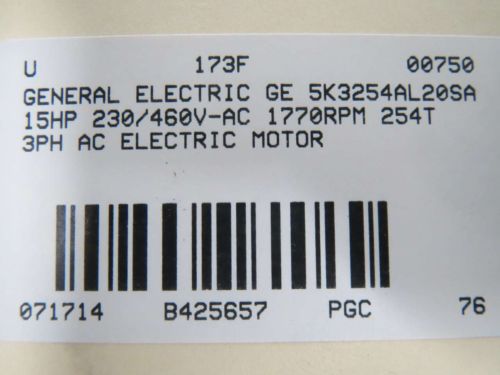 U 173F 00750
GENERAL ELECTRIC GE 5K3254AL20SA
15HP 230/460V-AC 1770RPM 254T
3PH AC ELECTRIC MOTOR
071714 B425657 PGC 76